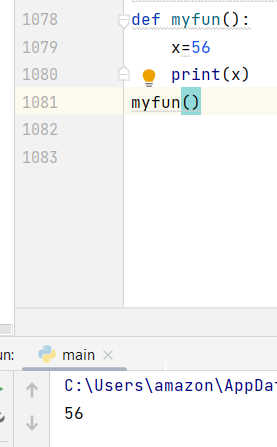 1078 def myfun():
1079 x=56
1080 print(x)
1081 myfun()
1082
1083
un: main
C:\Users\amazon\AppDat
56